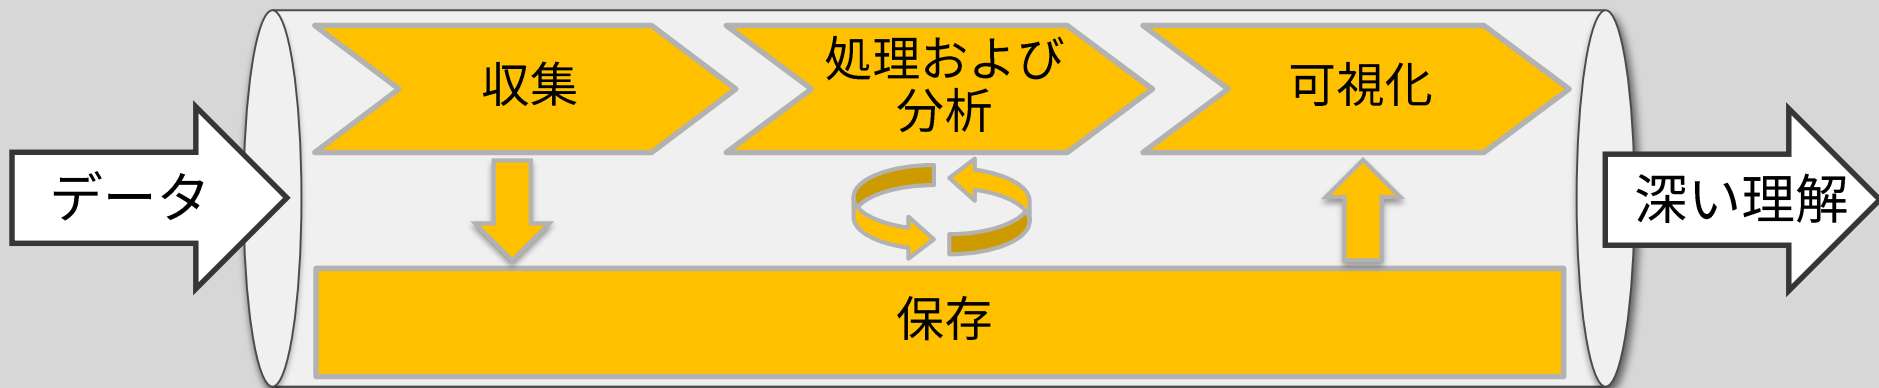 収集
処理および
分析
可視化
データ
深い理解
保存